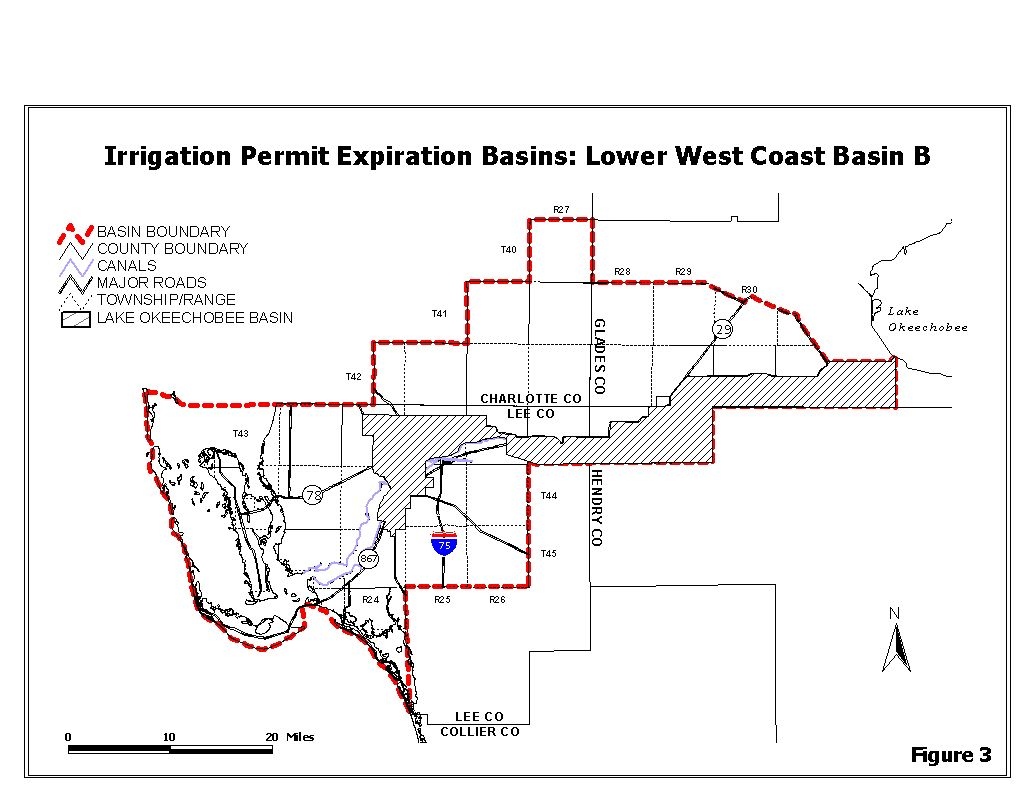 Irrigation Permit Expiration Basins: Lower West Coast Basin B
BASIN BOUNDARY
COUNTY BOUNDARY
CANALS
MAJOR ROADS
TOWNSHIP/RANGE
LAKE OKEECHOBEE BASIN
R27
T40
R28
R29
R30
T41
29
Lake
Okeechobee
GLADES CO
T42
CHARLOTTE CO
LEE CO
T43
78
T44
HENDRY CO
75
T45
867
R24
R25
R26
N
LEE CO
COLLIER CO
0
10
20 Miles
Figure 3